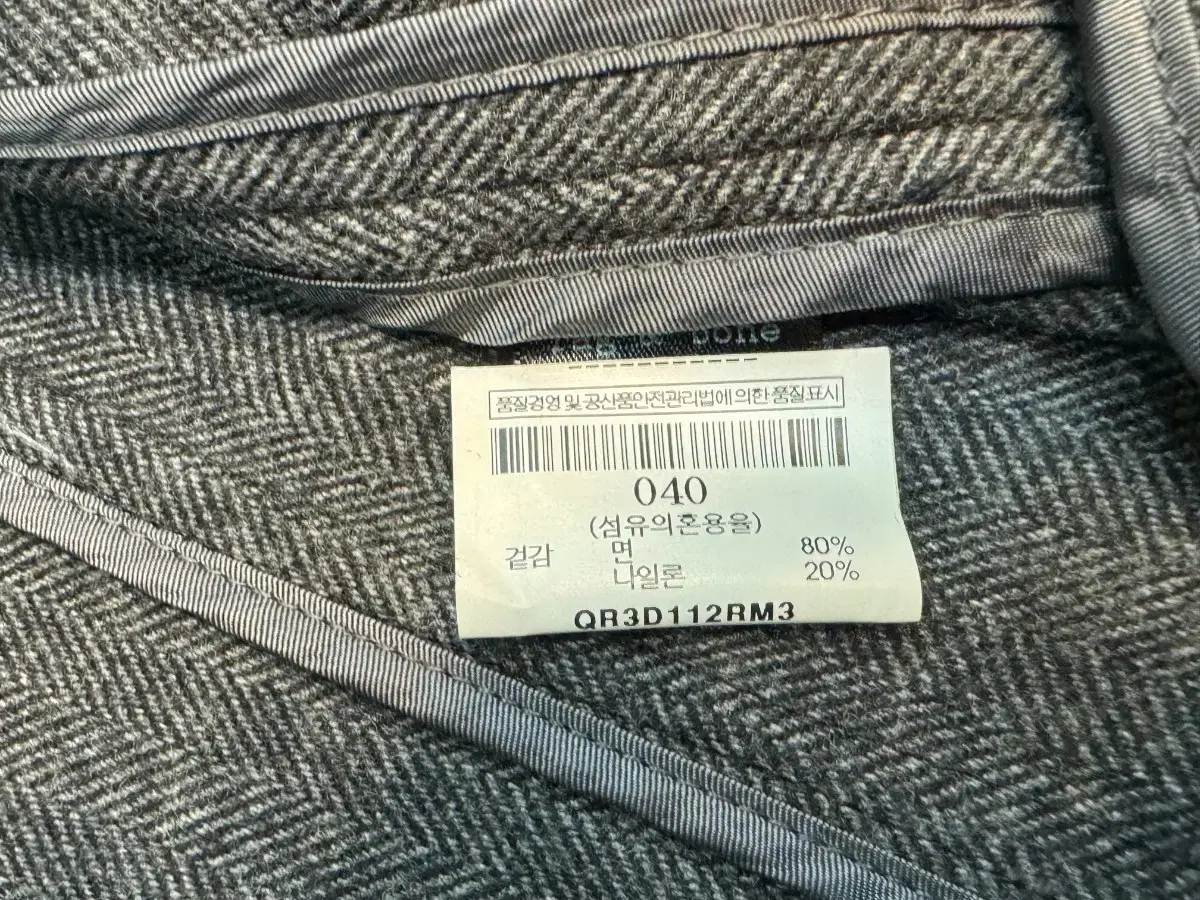 bone
품질경영 및 공산품안전관리법에 의한 품질표시
040
(섬유의혼용율)
겉감 면 80%
나일론 20%
QR3D112RM3